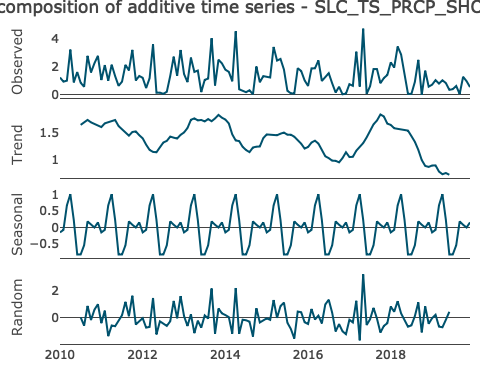 composition of additive time series - SLC_TS_PRCP_SHO
Observed
4
2
0
Trend
1.5
1
Seasonal
1
0.5
0
−0.5
Random
2
0
2010 2012 2014 2016 2018